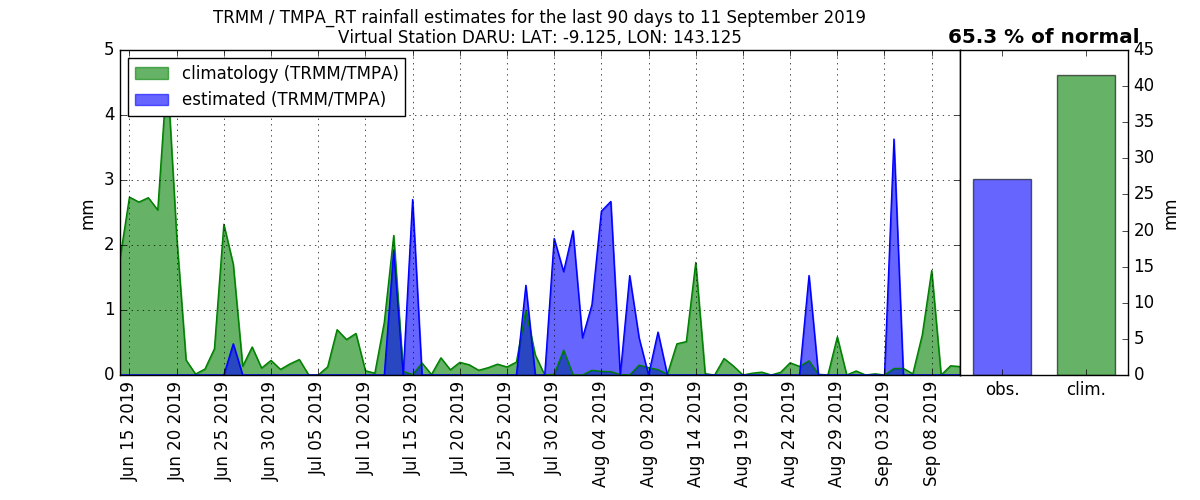 TRMM / TMPA_RT rainfall estimates for the last 90 days to 11 September 2019
Virtual Station DARU: LAT: -9.125, LON: 143.125
65.3 % of normal
climatology (TRMM/TMPA)
estimated (TRMM/TMPA)
5
4
3
2
1
0
mm
Jun 15 2019
Jun 20 2019
Jun 25 2019
Jun 30 2019
Jul 05 2019
Jul 10 2019
Jul 15 2019
Jul 20 2019
Jul 25 2019
Jul 30 2019
Aug 04 2019
Aug 09 2019
Aug 14 2019
Aug 19 2019
Aug 24 2019
Aug 29 2019
Sep 03 2019
Sep 08 2019
obs.
clim.
45
40
35
30
25
20
15
10
5
0
mm